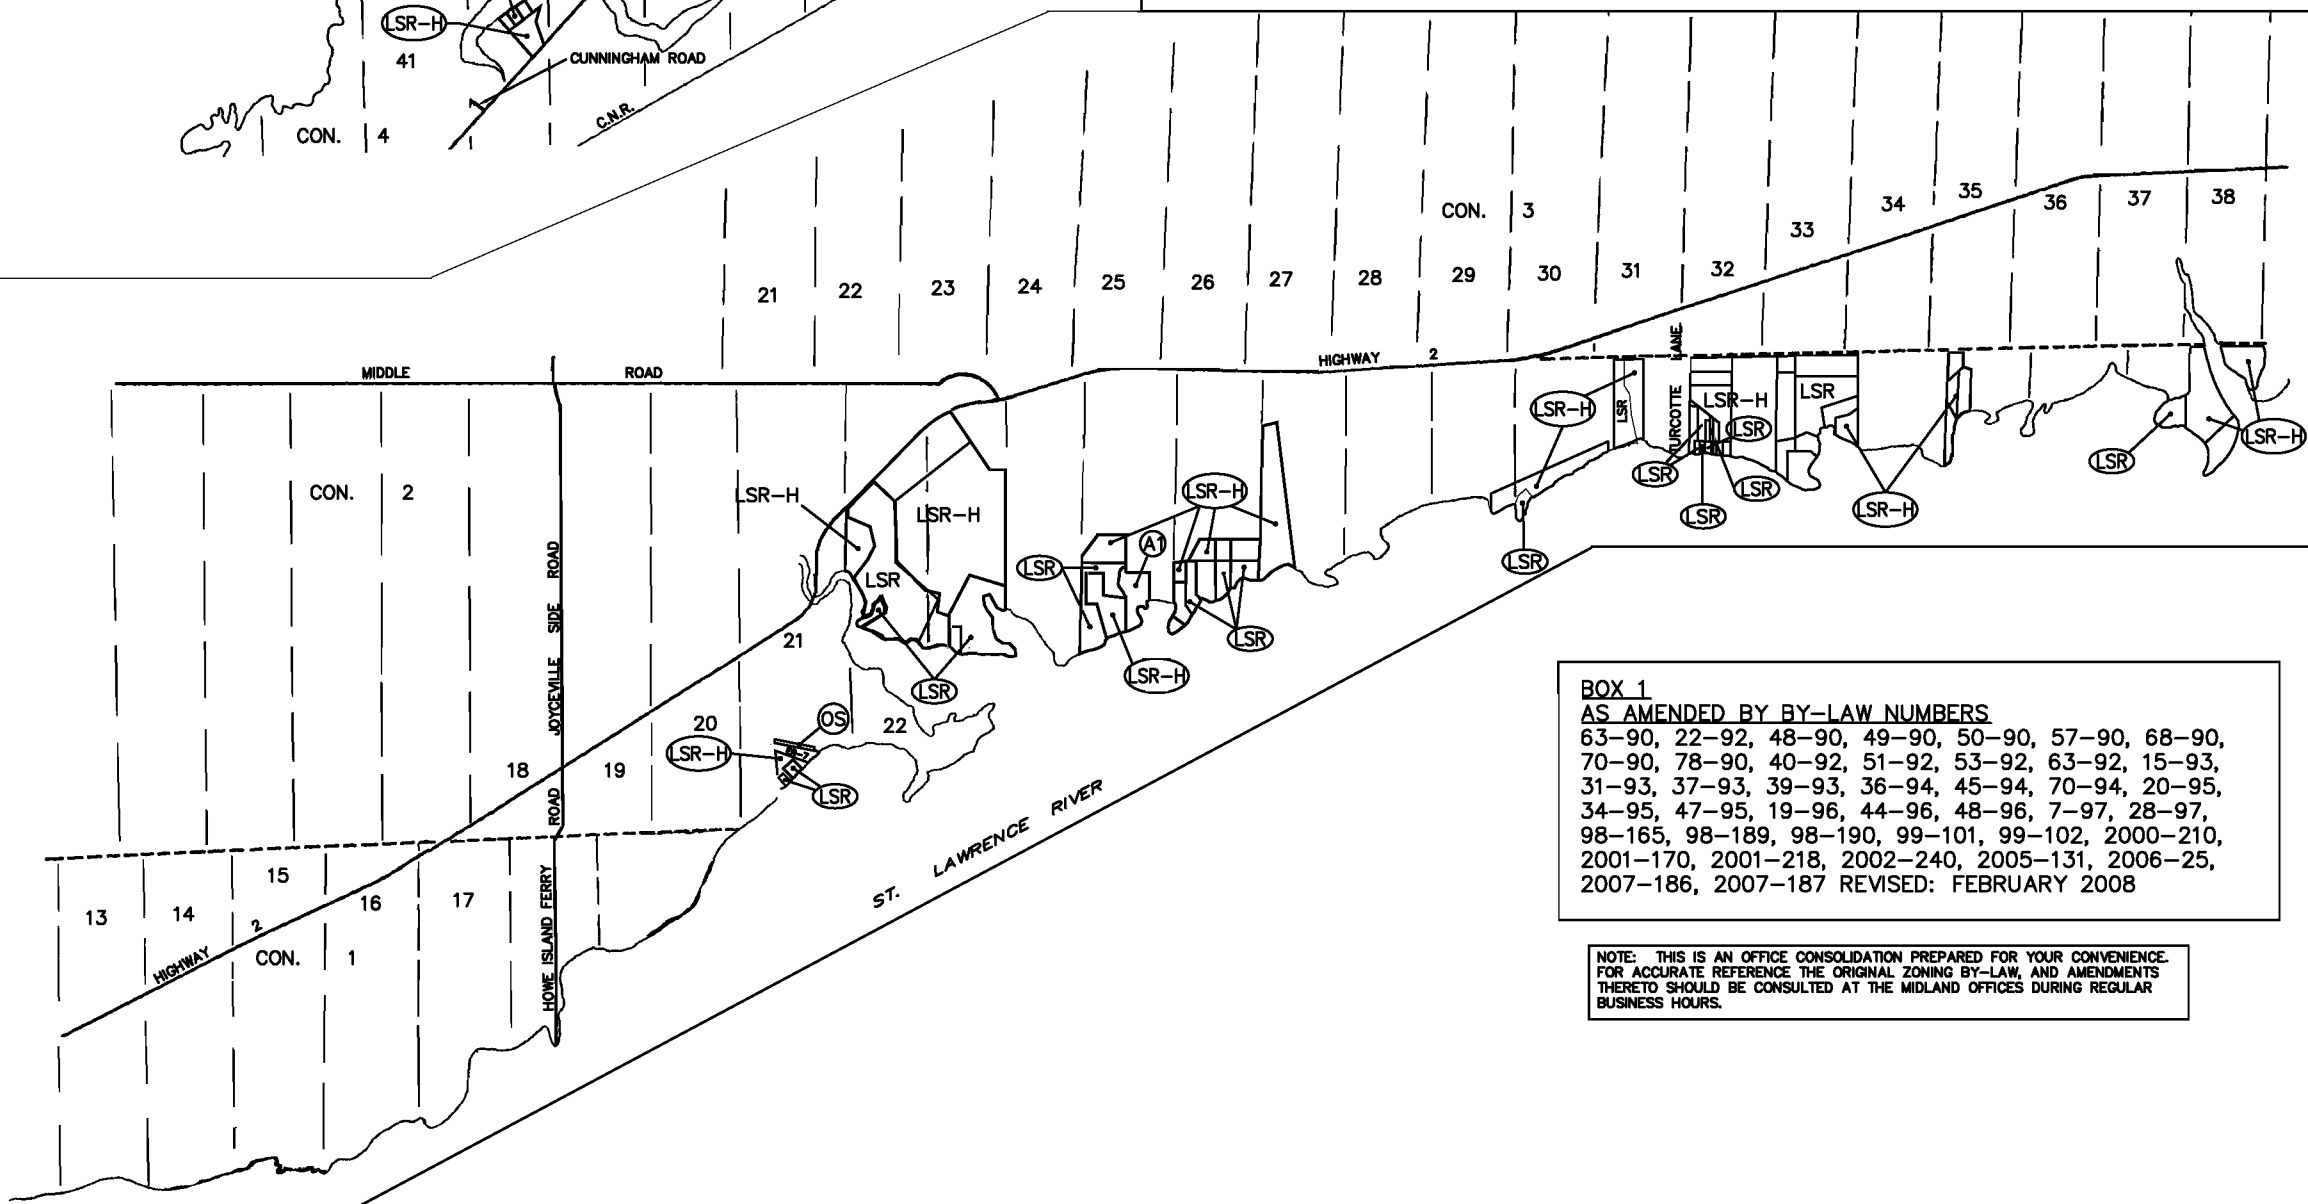 LSR-H
41
CUNNINGHAM ROAD
C.N.R.
CON. 4
CON. 3
21 22 23 24 25 26 27 28 29 30 31 32 33 34 35 36 37 38
MIDDLE ROAD
HIGHWAY 2
TURCOTTE LANE
LSR-H
LSR
LSR-H
LSR
LSR
LSR
LSR
LSR
LSR-H
LSR
LSR-H
LSR
CON. 2
LSR-H
LSR-H
LSR
LSR
LSR-H
A1
LSR
LSR
LSR-H
JOYCEVILLE SIDE ROAD
21
20
OS
22
LSR-H
LSR
18
19
HOWE ISLAND FERRY ROAD
ST. LAWRENCE RIVER
13 14 15 16 17
HIGHWAY 2
CON. 1
BOX 1
AS AMENDED BY BY-LAW NUMBERS
63-90, 22-92, 48-90, 49-90, 50-90, 57-90, 68-90,
70-90, 78-90, 40-92, 51-92, 53-92, 63-92, 15-93,
31-93, 37-93, 39-93, 36-94, 45-94, 70-94, 20-95,
34-95, 47-95, 19-96, 44-96, 48-96, 7-97, 28-97,
98-165, 98-189, 98-190, 99-101, 99-102, 2000-210,
2001-170, 2001-218, 2002-240, 2005-131, 2006-25,
2007-186, 2007-187 REVISED: FEBRUARY 2008
NOTE: THIS IS AN OFFICE CONSOLIDATION PREPARED FOR YOUR CONVENIENCE.
FOR ACCURATE REFERENCE THE ORIGINAL ZONING BY-LAW, AND AMENDMENTS
THERETO SHOULD BE CONSULTED AT THE MIDLAND OFFICES DURING REGULAR
BUSINESS HOURS.